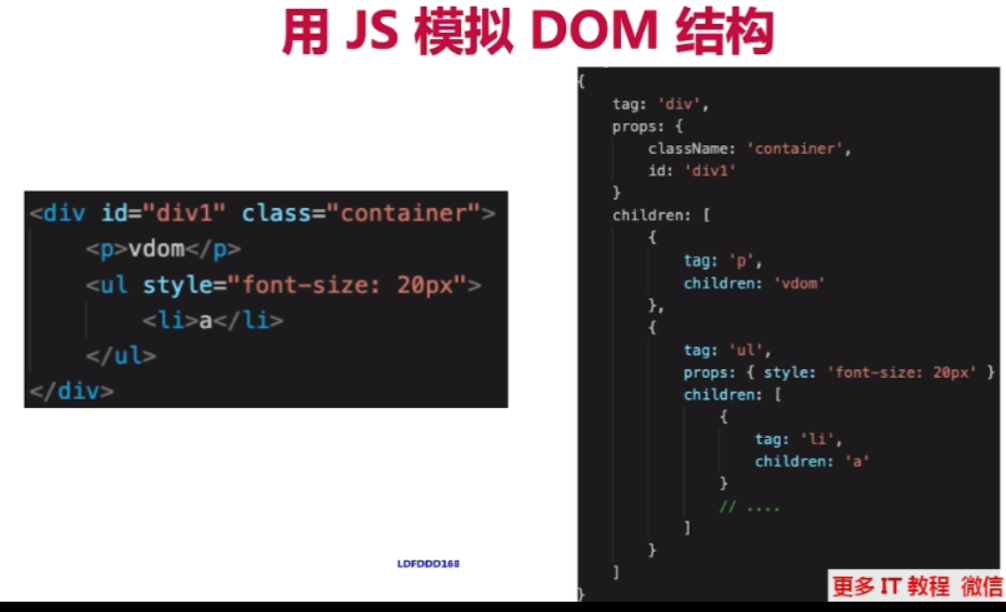 用 JS 模拟 DOM 结构
<div id="div1" class="container">
<p>vdom</p>
<ul style="font-size: 20px">
<li>a</li>
</ul>
</div>
{
tag: 'div',
props: {
className: 'container',
id: 'div1'
}
children: [
{
tag: 'p',
children: 'vdom'
},
{
tag: 'ul',
props: { style: 'font-size: 20px' }
children: [
{
tag: 'li',
children: 'a'
}
// ....
]
}
]
}
LDFDDD168
更多 IT 教程 微信